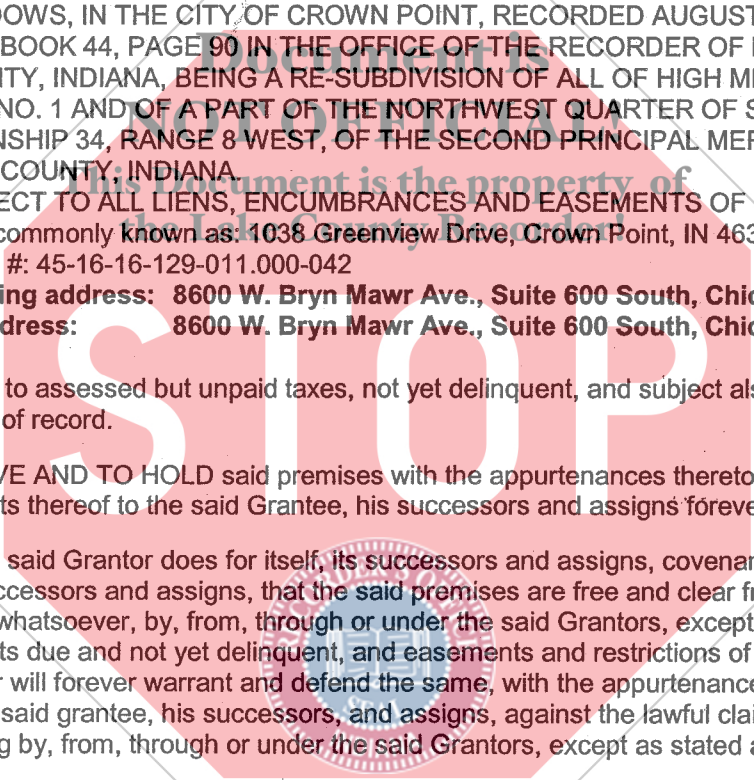 OWS, IN THE CITY OF CROWN POINT, RECORDED AUGUST
BOOK 44, PAGE 90 IN THE OFFICE OF THE RECORDER OF
TY, INDIANA, BEING A RE-SUBDIVISION OF ALL OF HIGH ME
NO. 1 AND OF A PART OF THE NORTHWEST QUARTER OF S
NSHIP 34, RANGE 8 WEST, OF THE SECOND PRINCIPAL MER
COUNTY, INDIANA.
ECT TO ALL LIENS, ENCUMBRANCES AND EASEMENTS OF
commonly known as: 1038 Greenview Drive, Crown Point, IN 463
#: 45-16-16-129-011.000-042
ing address: 8600 W. Bryn Mawr Ave., Suite 600 South, Chic
dress: 8600 W. Bryn Mawr Ave., Suite 600 South, Chic
to assessed but unpaid taxes, not yet delinquent, and subject als
of record.
VE AND TO HOLD said premises with the appurtenances thereto
ts thereof to the said Grantee, his successors and assigns foreve
said Grantor does for itself, its successors and assigns, covenan
ccessors and assigns, that the said premises are free and clear fr
whatsoever, by, from, through or under the said Grantors, except
ts due and not yet delinquent, and easements and restrictions of
r will forever warrant and defend the same, with the appurtenance
said grantee, his successors, and assigns, against the lawful clai
g by, from, through or under the said Grantors, except as stated a
Document is
NOT OFFICIAL
This Document is the property of
the Lake County Recorder!
STOP
RECORDER'S OFFICE
SEAL